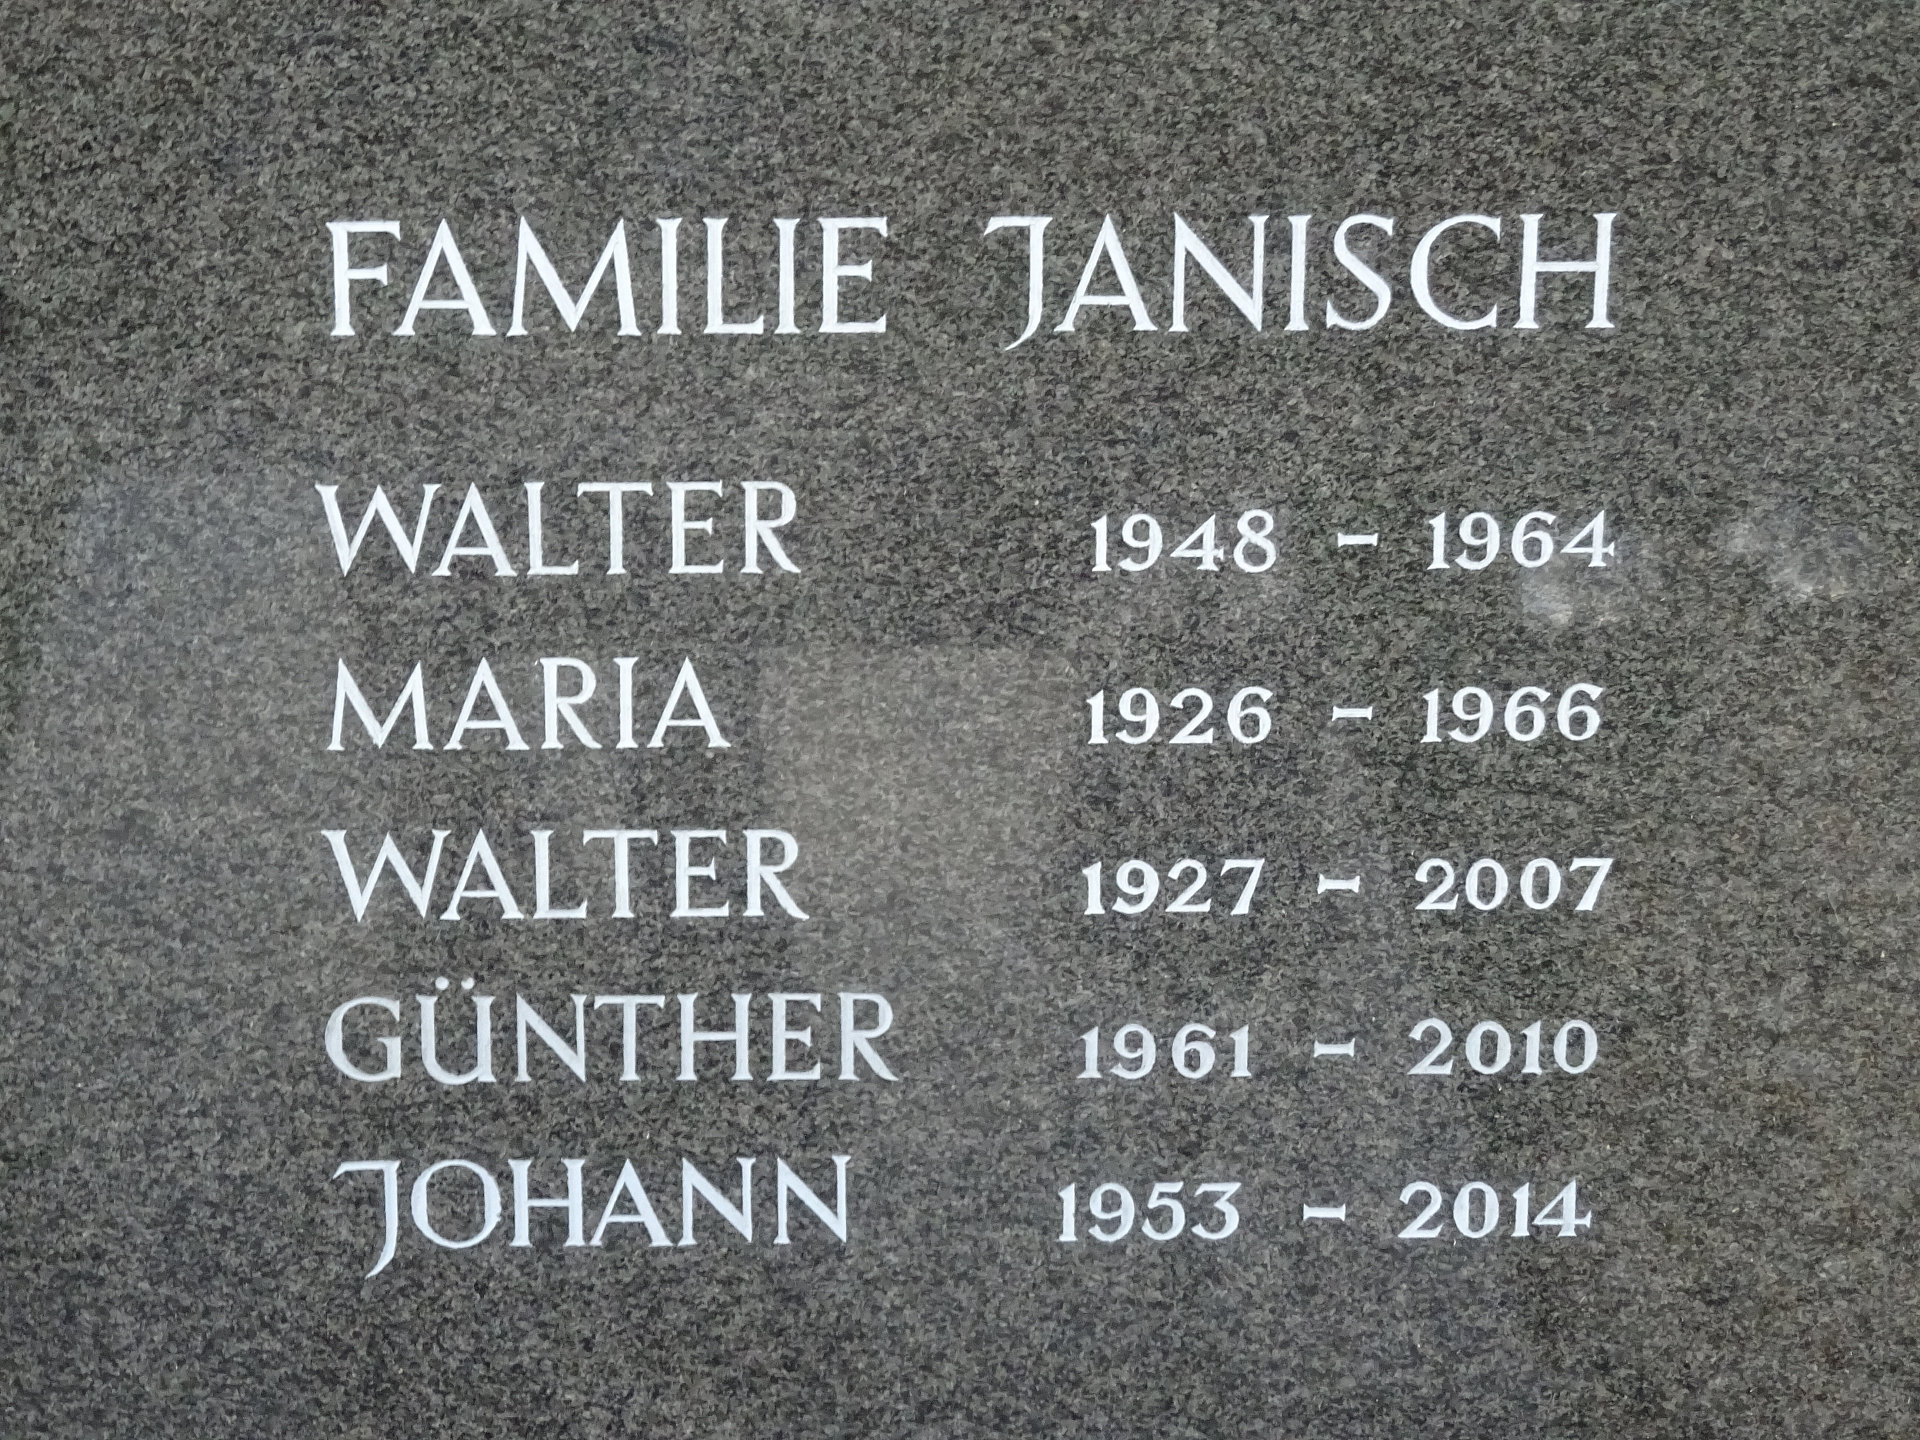 FAMILIE JANISCH
WALTER 1948 - 1964
MARIA 1926 - 1966
WALTER 1927 - 2007
GÜNTHER 1961 - 2010
JOHANN 1953 - 2014